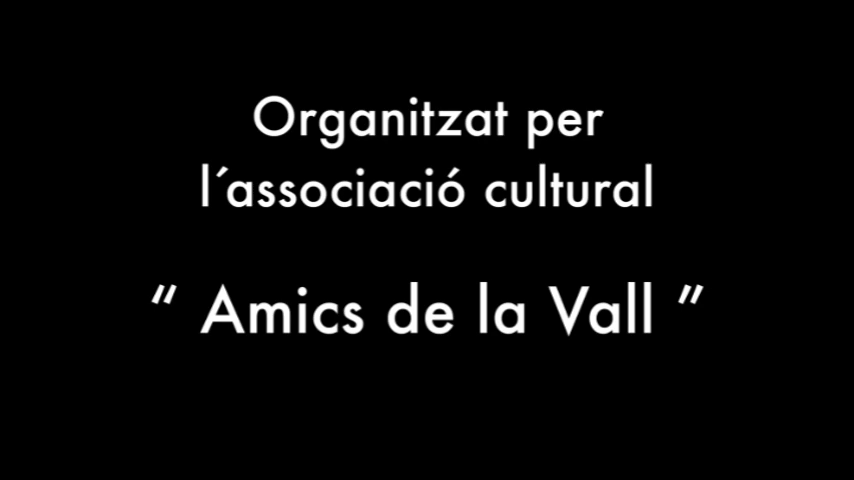 Organitzat per
l´associació cultural
“ Amics de la Vall ”